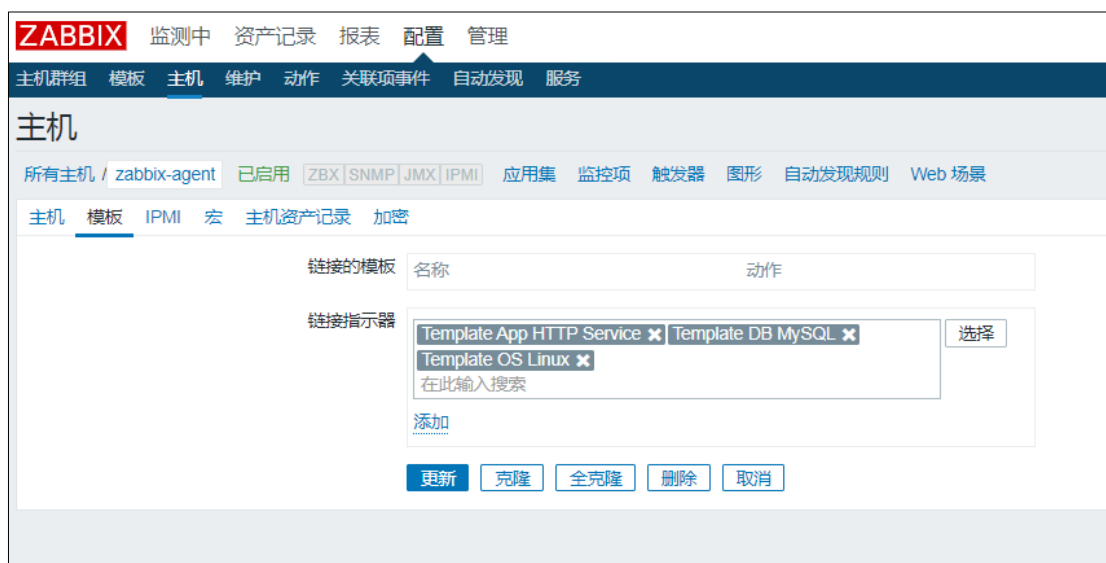 ZABBIX 监测中 资产记录 报表 配置 管理
主机群组 模板 主机 维护 动作 关联项事件 自动发现 服务
主机
所有主机 / zabbix-agent 已启用 ZBX SNMP JMX IPMI 应用集 监控项 触发器 图形 自动发现规则 Web 场景
主机 模板 IPMI 宏 主机资产记录 加密
链接的模板 名称 动作
链接指示器 Template App HTTP Service Template DB MySQL 选择
Template OS Linux
在此输入搜索
添加
更新 克隆 全克隆 删除 取消